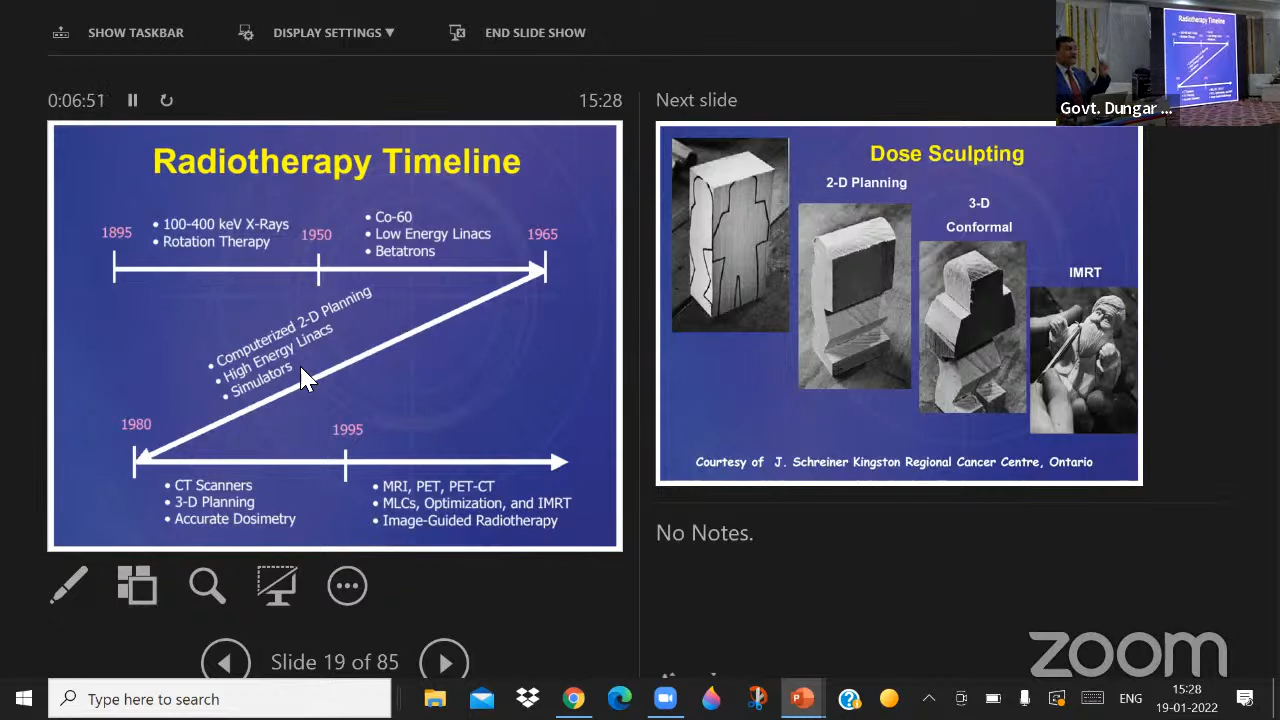 SHOW TASKBAR
DISPLAY SETTINGS ▼
END SLIDE SHOW
0:06:51
15:28
Next slide
Radiotherapy Timeline
1895
• 100-400 keV X-Rays
• Rotation Therapy
1950
• Co-60
• Low Energy Linacs
• Betatrons
1965
• Computerized 2-D Planning
• High Energy Linacs
• Simulators
1980
1995
• CT Scanners
• 3-D Planning
• Accurate Dosimetry
• MRI, PET, PET-CT
• MLCs, Optimization, and IMRT
• Image-Guided Radiotherapy
Dose Sculpting
2-D Planning
3-D
Conformal
IMRT
Courtesy of J. Schreiner Kingston Regional Cancer Centre, Ontario
No Notes.
Slide 19 of 85
Radiotherapy Timeline
Govt. Dungar ...
zoom
Type here to search
ENG
15:28
19-01-2022